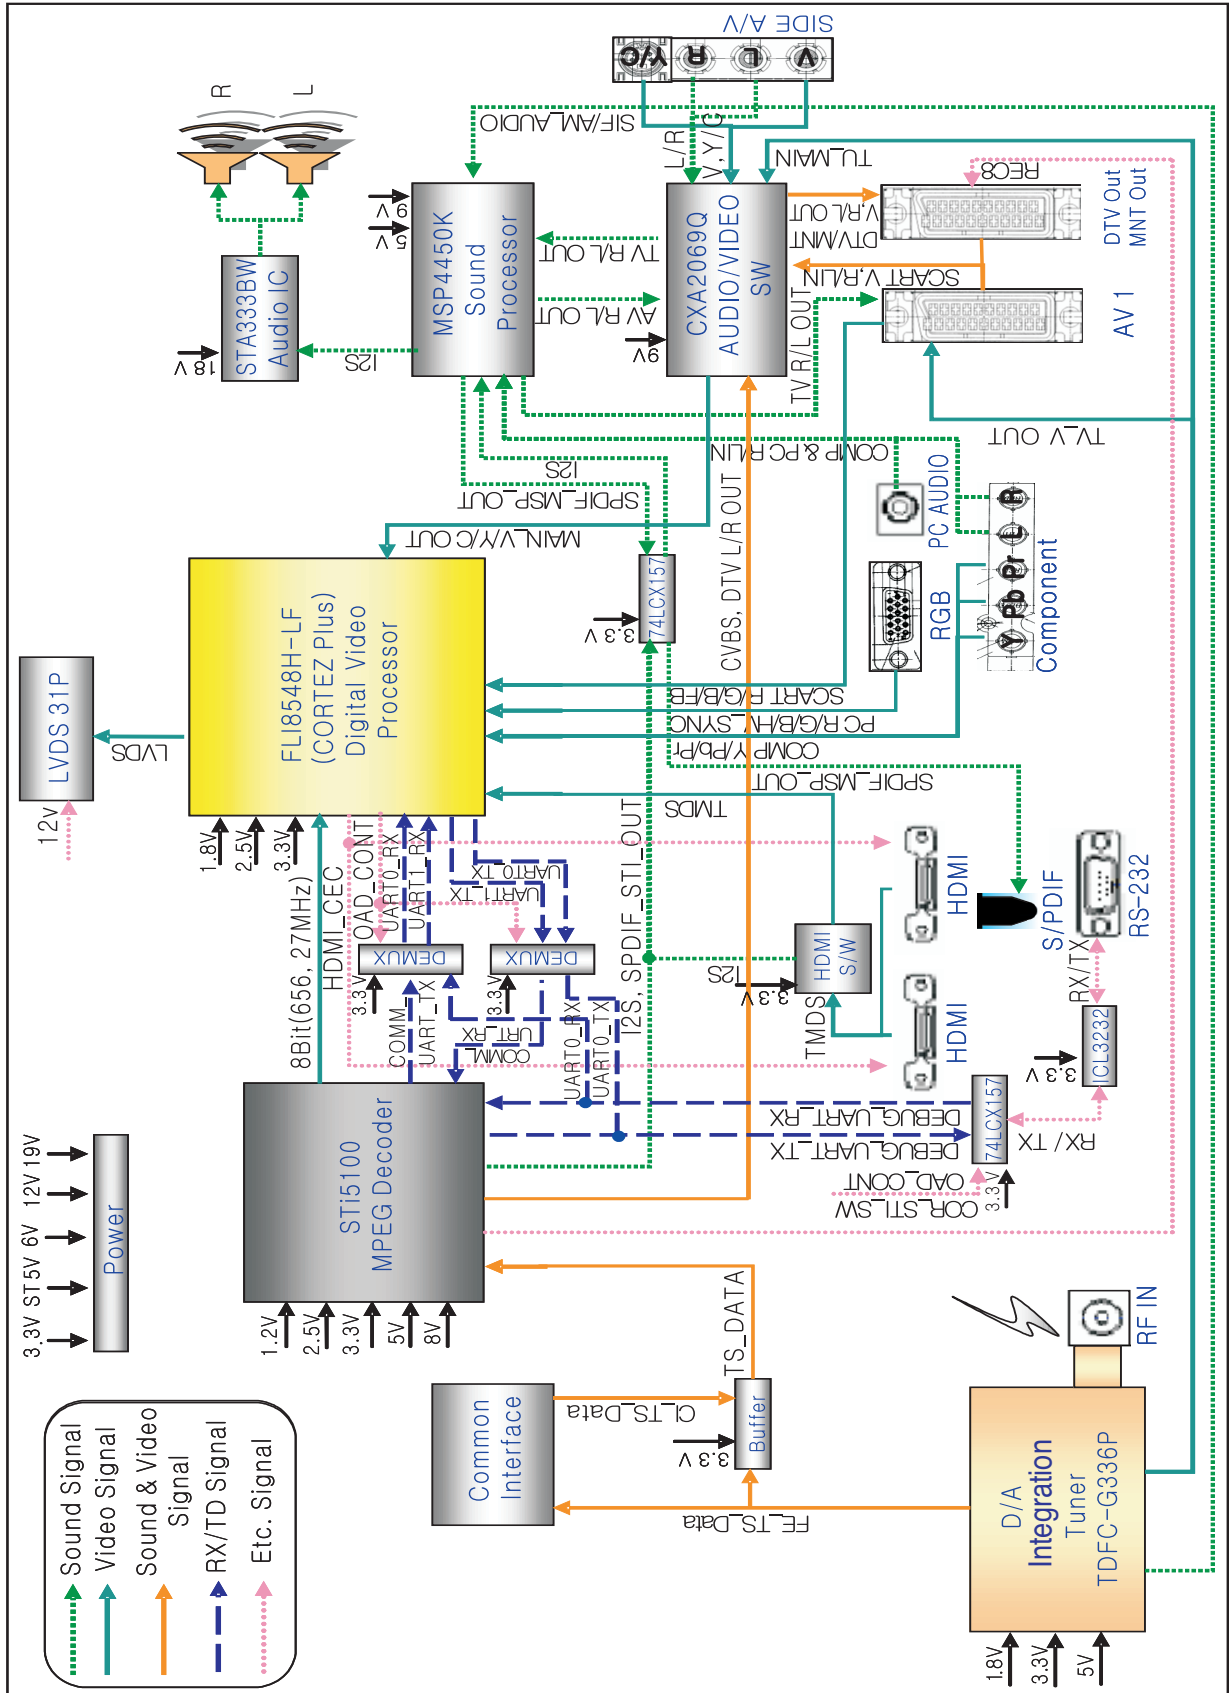 SIDE A/V
Y/C
R
L
V
R
L
SIF/AM_AUDIO
L/R
V, Y/C
TU_MAIN
REC8
DTV Out
MNT Out
9 V
5 V
MSP4450K
Sound
Processor
TV R/L OUT
AV R/L OUT
CXA2069Q
AUDIO/VIDEO
SW
9V
DTV/MNT
V,R/L OUT
SCART V,R/LIN
AV 1
TV R/L OUT
STA333BW
Audio IC
18 V
I2S
TV_V OUT
COMP & PC R/LIN
I2S
SPDIF_MSP_OUT
MAIN_V/Y/C OUT
PC AUDIO
CVBS, DTV L/R OUT
74LCX157
3.3 V
RGB
Component
Y
Pb
Pr
L
R
FLI8548H-LF
(CORTEZ Plus)
Digital Video
Processor
LVDS 31P
LVDS
12v
1.8V
2.5V
3.3V
SCART R/G/B/FB
PC R/G/B/HV_SYNC
COMP Y/Pb/Pr
SPDIF_MSP_OUT
TMDS
8Bit(656, 27MHz)
HDMI_CEC
OAD_CONT
UART0_RX
UART1_RX
UART1_TX
UART0_TX
DEMUX
3.3 V
DEMUX
3.3 V
COMM_
UART_TX
URT_RX
COMM_
UART0_RX
UART0_TX
I2S, SPDIF_STI_OUT
I2S
3.3 V
HDMI
S/W
TMDS
HDMI
HDMI
S/PDIF
RS-232
RX/TX
ICL3232
3.3 V
RX / TX
74LCX157
3.3 V
DEBUG_UART_RX
DEBUG_UART_TX
OAD_CONT
COR_STI_SW
STi5100
MPEG Decoder
1.2V
2.5V
3.3V
5V
8V
Power
3.3V
ST5V
6V
12V
19V
TS_DATA
Common
Interface
CI_TS_Data
Buffer
3.3 V
FE_TS_Data
RF IN
D/A
Integration
Tuner
TDFC-G336P
1.8V
3.3V
5V
Sound Signal
Video Signal
Sound & Video
Signal
RX/TD Signal
Etc. Signal